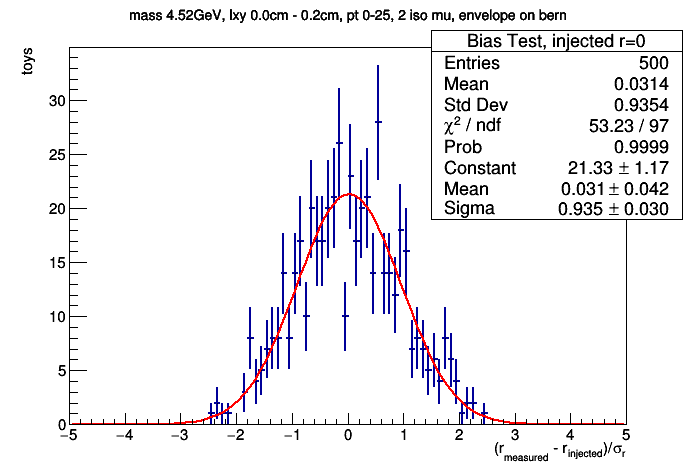 mass 4.52GeV, lxy 0.0cm - 0.2cm, pt 0-25, 2 iso mu, envelope on bern
toys
Bias Test, injected r=0
Entries 500
Mean 0.0314
Std Dev 0.9354
χ² / ndf 53.23 / 97
Prob 0.9999
Constant 21.33 ± 1.17
Mean 0.031 ± 0.042
Sigma 0.935 ± 0.030
30
25
20
15
10
5
0
−5 −4 −3 −2 −1 0 1 2 3 4 5
(r_measured - r_injected)/σ_r